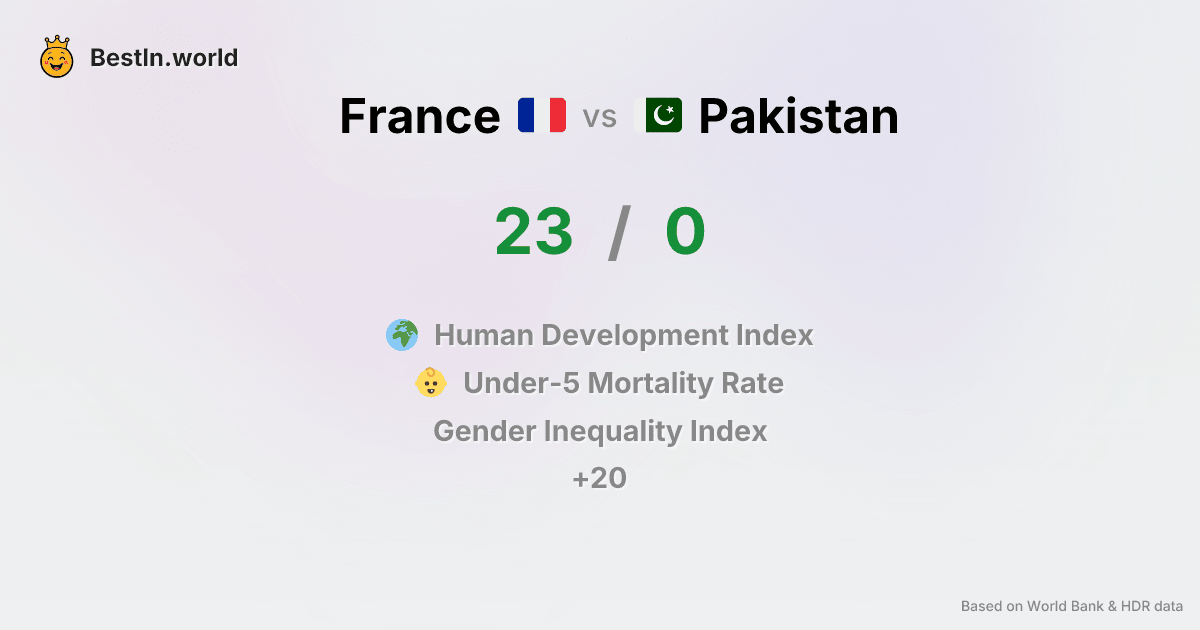 BestIn.world
France vs Pakistan
23 / 0
Human Development Index
Under-5 Mortality Rate
Gender Inequality Index
+20
Based on World Bank & HDR data